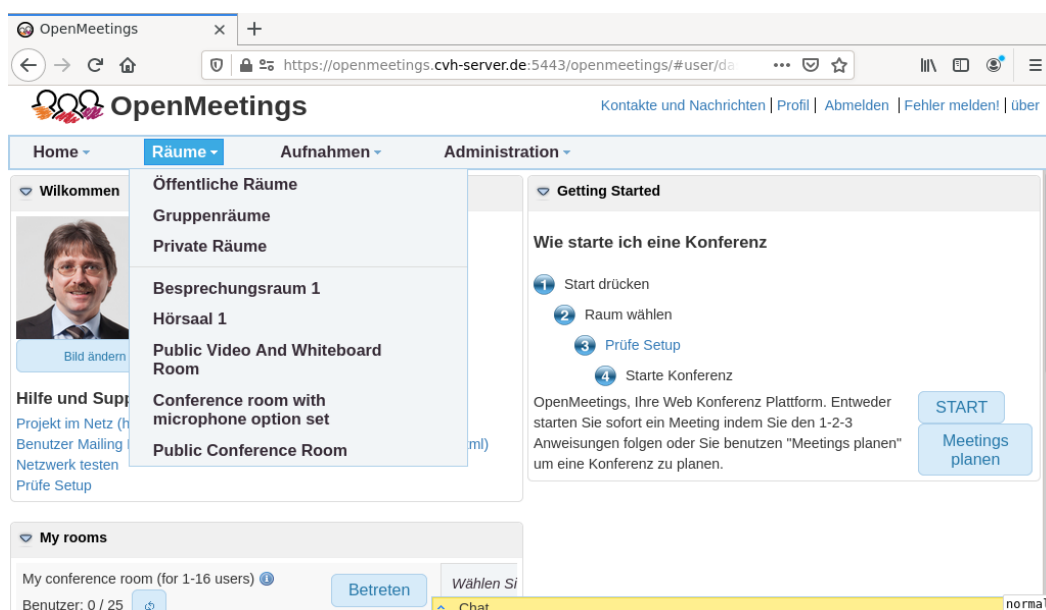 OpenMeetings
https://openmeetings.cvh-server.de:5443/openmeetings/#user/da
OpenMeetings
Kontakte und Nachrichten | Profil | Abmelden | Fehler melden! | über
Home Räume Aufnahmen Administration
Wilkommen
Öffentliche Räume
Gruppenräume
Private Räume
Besprechungsraum 1
Hörsaal 1
Public Video And Whiteboard
Room
Conference room with
microphone option set
Public Conference Room
Bild ändern
Hilfe und Supp
Projekt im Netz (h
Benutzer Mailing
ml)
Netzwerk testen
Prüfe Setup
Getting Started
Wie starte ich eine Konferenz
1 Start drücken
2 Raum wählen
3 Prüfe Setup
4 Starte Konferenz
OpenMeetings, Ihre Web Konferenz Plattform. Entweder
starten Sie sofort ein Meeting indem Sie den 1-2-3
Anweisungen folgen oder Sie benutzen "Meetings planen"
um eine Konferenz zu planen.
START
Meetings
planen
My rooms
My conference room (for 1-16 users)
Benutzer: 0 / 25
Betreten
Wählen Si
Chat
normal